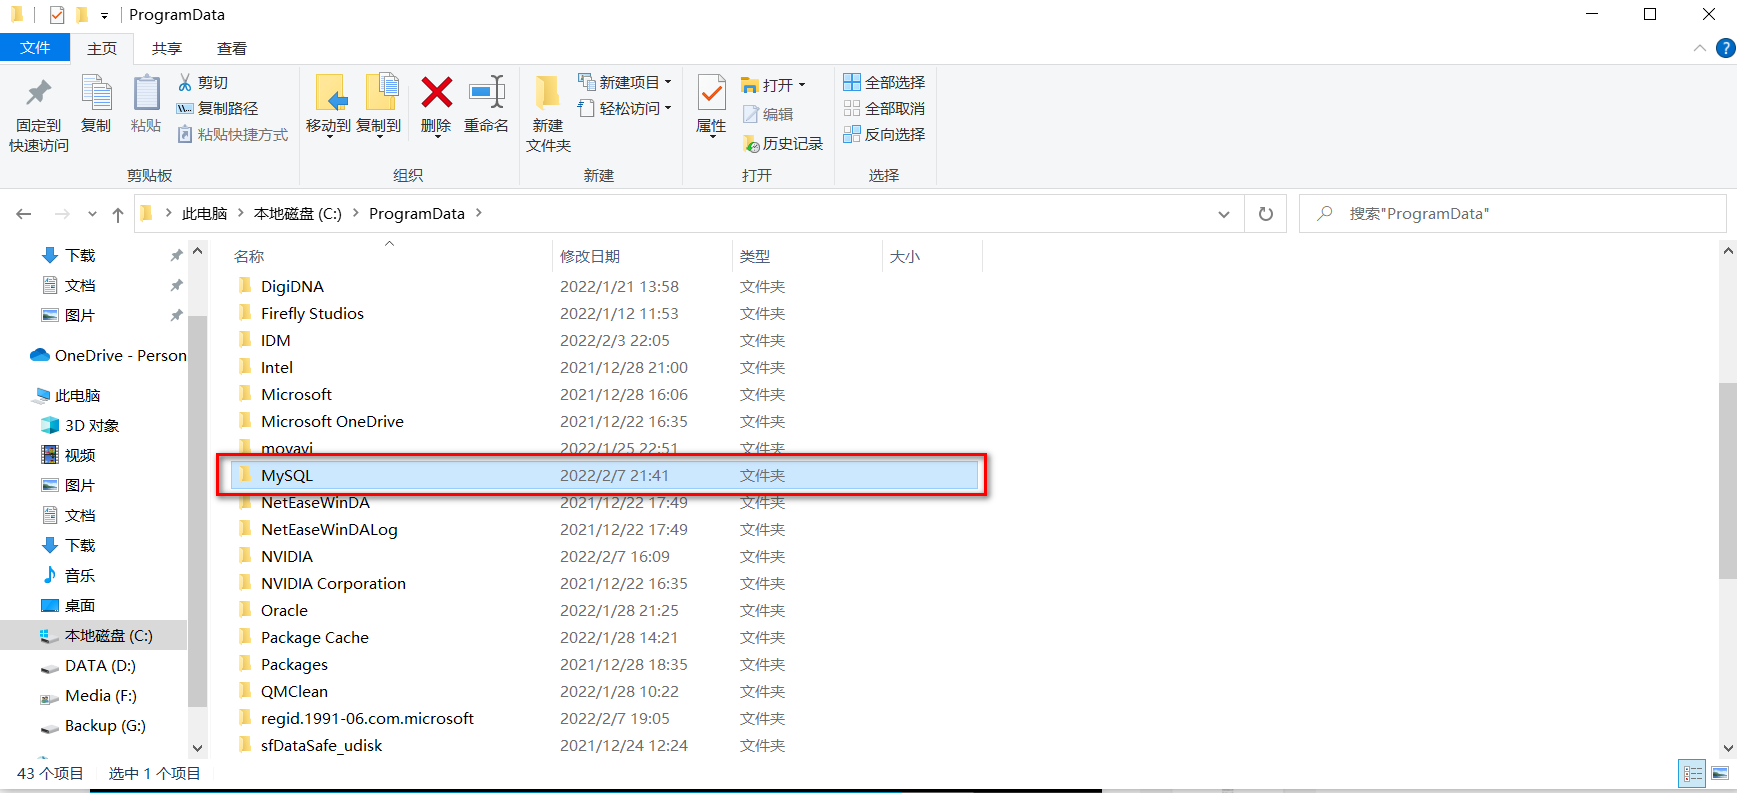 ProgramData
文件 主页 共享 查看
固定到
快速访问
复制
粘贴
剪切
复制路径
粘贴快捷方式
剪贴板
移动到
复制到
删除
重命名
组织
新建
文件夹
新建项目
轻松访问
新建
属性
打开
编辑
历史记录
打开
全部选择
全部取消
反向选择
选择
此电脑 本地磁盘 (C:) ProgramData
搜索"ProgramData"
下载
文档
图片
OneDrive - Person
此电脑
3D 对象
视频
图片
文档
下载
音乐
桌面
本地磁盘 (C:)
DATA (D:)
Media (F:)
Backup (G:)
名称 修改日期 类型 大小
DigiDNA 2022/1/21 13:58 文件夹
Firefly Studios 2022/1/12 11:53 文件夹
IDM 2022/2/3 22:05 文件夹
Intel 2021/12/28 21:00 文件夹
Microsoft 2021/12/28 16:06 文件夹
Microsoft OneDrive 2021/12/22 16:35 文件夹
movavi 2022/1/25 22:51 文件夹
MySQL 2022/2/7 21:41 文件夹
NetEaseWinDA 2021/12/22 17:49 文件夹
NetEaseWinDALog 2021/12/22 17:49 文件夹
NVIDIA 2022/2/7 16:09 文件夹
NVIDIA Corporation 2021/12/22 16:35 文件夹
Oracle 2022/1/28 21:25 文件夹
Package Cache 2022/1/28 14:21 文件夹
Packages 2021/12/28 18:35 文件夹
QMClean 2022/1/28 10:22 文件夹
regid.1991-06.com.microsoft 2022/2/7 19:05 文件夹
sfDataSafe_udisk 2021/12/24 12:24 文件夹
43 个项目 选中 1 个项目